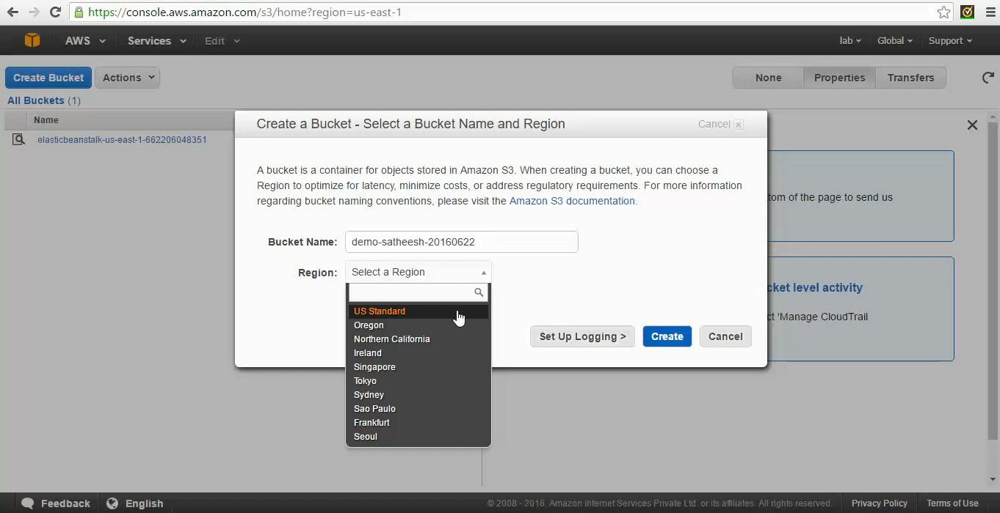 https://console.aws.amazon.com/s3/home?region=us-east-1
AWS Services Edit lab Global Support
Create Bucket Actions None Properties Transfers
All Buckets (1)
Name
elasticbeanstalk-us-east-1-662206048351
Create a Bucket - Select a Bucket Name and Region Cancel x
A bucket is a container for objects stored in Amazon S3. When creating a bucket, you can choose a
Region to optimize for latency, minimize costs, or address regulatory requirements. For more information
regarding bucket naming conventions, please visit the Amazon S3 documentation.
Bucket Name: demo-satheesh-20160622
Region: Select a Region
US Standard
Oregon
Northern California
Ireland
Singapore
Tokyo
Sydney
Sao Paulo
Frankfurt
Seoul
Set Up Logging > Create Cancel
tom of the page to send us
cket level activity
ct 'Manage CloudTrail
Feedback English © 2008 - 2016, Amazon Internet Services Private Ltd. or its affiliates. All rights reserved. Privacy Policy Terms of Use